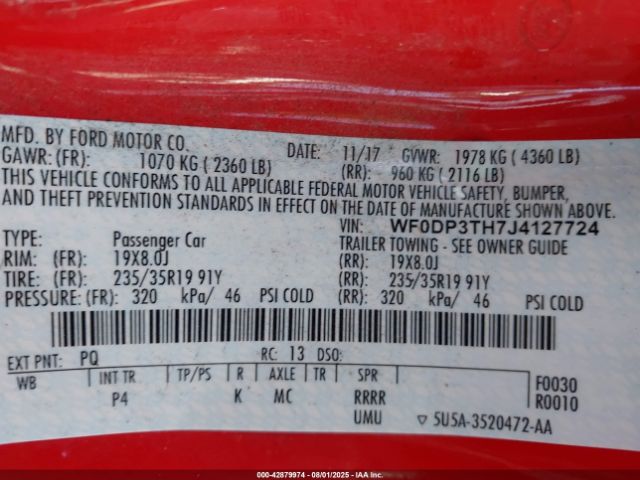 MFD. BY FORD MOTOR CO. DATE: 11/17 GVWR: 1978 KG ( 4360 LB)
GAWR: (FR): 1070 KG ( 2360 LB) (RR): 960 KG ( 2116 LB)
THIS VEHICLE CONFORMS TO ALL APPLICABLE FEDERAL MOTOR VEHICLE SAFETY, BUMPER,
AND THEFT PREVENTION STANDARDS IN EFFECT ON THE DATE OF MANUFACTURE SHOWN ABOVE.
VIN: WF0DP3TH7J4127724
TYPE: Passenger Car TRAILER TOWING - SEE OWNER GUIDE
RIM: (FR): 19X8.0J (RR): 19X8.0J
TIRE: (FR): 235/35R19 91Y (RR): 235/35R19 91Y
PRESSURE: (FR): 320 kPa/ 46 PSI COLD (RR): 320 kPa/ 46 PSI COLD
EXT PNT: PQ RC: 13 DSO:
WB INT TR TP/PS R AXLE TR SPR F0030
P4 K MC RRRR R0010
UMU ▽ 5U5A-3520472-AA
000-42879974 - 08/01/2025 - IAA, Inc.